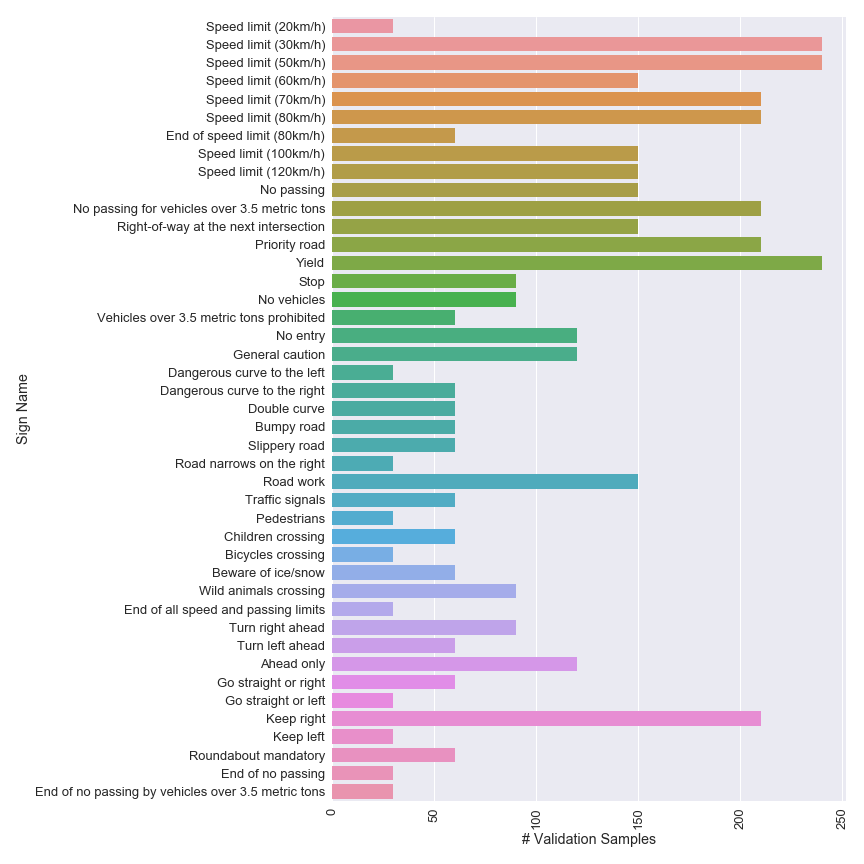 Speed limit (20km/h)
Speed limit (30km/h)
Speed limit (50km/h)
Speed limit (60km/h)
Speed limit (70km/h)
Speed limit (80km/h)
End of speed limit (80km/h)
Speed limit (100km/h)
Speed limit (120km/h)
No passing
No passing for vehicles over 3.5 metric tons
Right-of-way at the next intersection
Priority road
Yield
Stop
No vehicles
Vehicles over 3.5 metric tons prohibited
No entry
General caution
Dangerous curve to the left
Dangerous curve to the right
Double curve
Bumpy road
Slippery road
Road narrows on the right
Road work
Traffic signals
Pedestrians
Children crossing
Bicycles crossing
Beware of ice/snow
Wild animals crossing
End of all speed and passing limits
Turn right ahead
Turn left ahead
Ahead only
Go straight or right
Go straight or left
Keep right
Keep left
Roundabout mandatory
End of no passing
End of no passing by vehicles over 3.5 metric tons
Sign Name
0 50 100 150 200 250
# Validation Samples